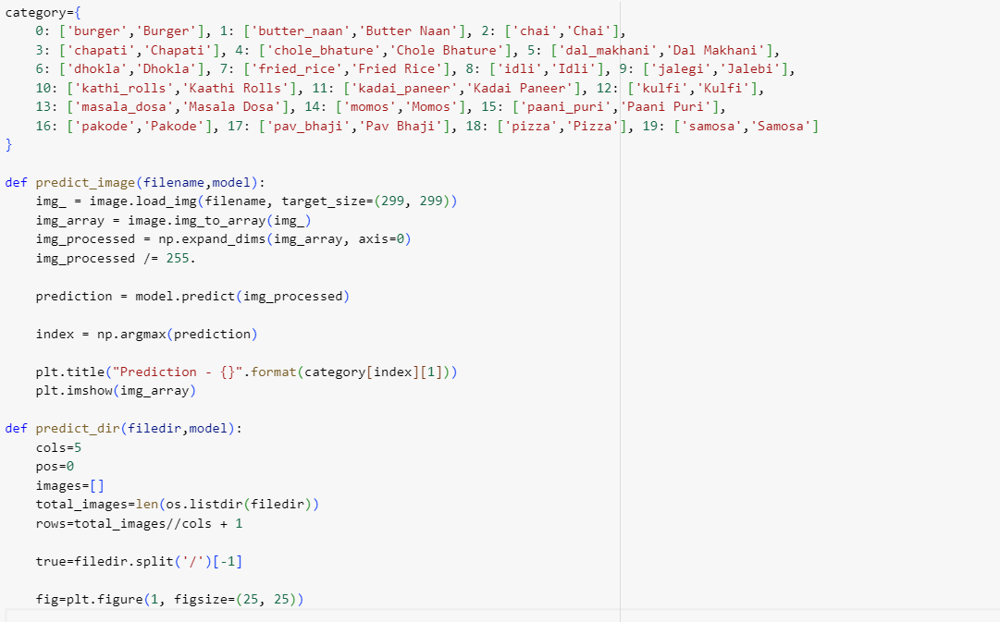 category={
    0: ['burger','Burger'], 1: ['butter_naan','Butter Naan'], 2: ['chai','Chai'],
    3: ['chapati','Chapati'], 4: ['chole_bhature','Chole Bhature'], 5: ['dal_makhani','Dal Makhani'],
    6: ['dhokla','Dhokla'], 7: ['fried_rice','Fried Rice'], 8: ['idli','Idli'], 9: ['jalegi','Jalebi'],
    10: ['kathi_rolls','Kaathi Rolls'], 11: ['kadai_paneer','Kadai Paneer'], 12: ['kulfi','Kulfi'],
    13: ['masala_dosa','Masala Dosa'], 14: ['momos','Momos'], 15: ['paani_puri','Paani Puri'],
    16: ['pakode','Pakode'], 17: ['pav_bhaji','Pav Bhaji'], 18: ['pizza','Pizza'], 19: ['samosa','Samosa']
}

def predict_image(filename,model):
    img_ = image.load_img(filename, target_size=(299, 299))
    img_array = image.img_to_array(img_)
    img_processed = np.expand_dims(img_array, axis=0)
    img_processed /= 255.

    prediction = model.predict(img_processed)

    index = np.argmax(prediction)

    plt.title("Prediction - {}".format(category[index][1]))
    plt.imshow(img_array)

def predict_dir(filedir,model):
    cols=5
    pos=0
    images=[]
    total_images=len(os.listdir(filedir))
    rows=total_images//cols + 1

    true=filedir.split('/')[-1]

    fig=plt.figure(1, figsize=(25, 25))